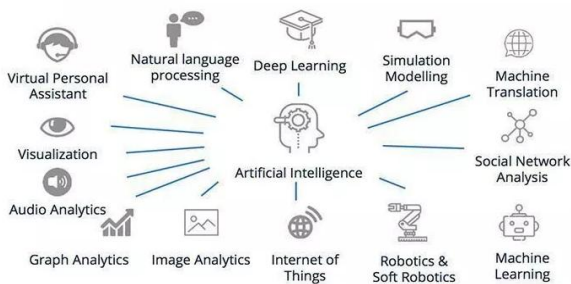 Virtual Personal
Assistant
Natural language
processing
Deep Learning
Simulation
Modelling
Machine
Translation
Visualization
Artificial Intelligence
Social Network
Analysis
Audio Analytics
Graph Analytics
Image Analytics
Internet of
Things
Robotics &
Soft Robotics
Machine
Learning